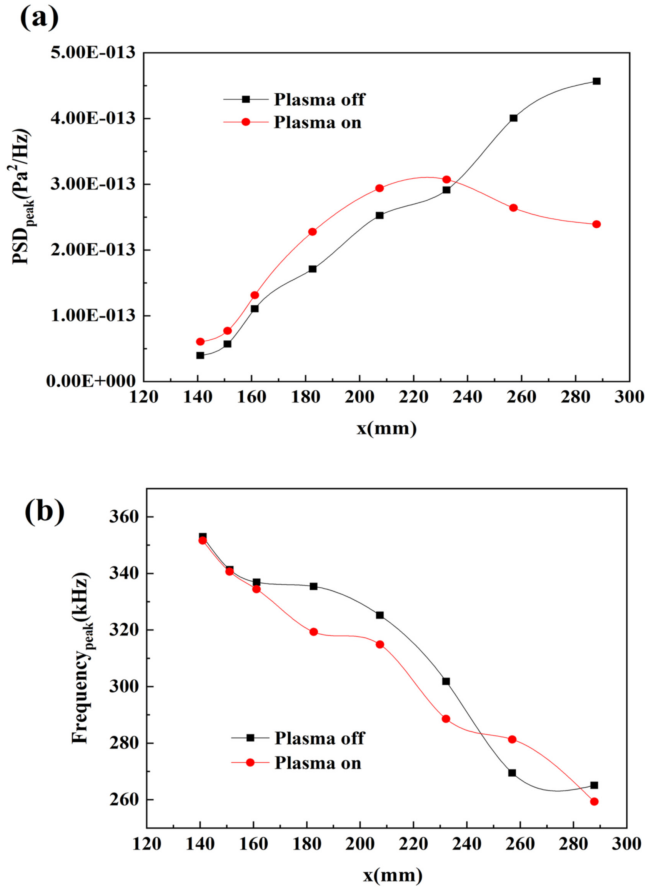 (a)
5.00E-013
4.00E-013
3.00E-013
2.00E-013
1.00E-013
0.00E+000
PSDpeak(Pa²/Hz)
Plasma off
Plasma on
120 140 160 180 200 220 240 260 280 300
x(mm)
(b)
360
340
320
300
280
260
Frequencypeak(kHz)
Plasma off
Plasma on
120 140 160 180 200 220 240 260 280 300
x(mm)